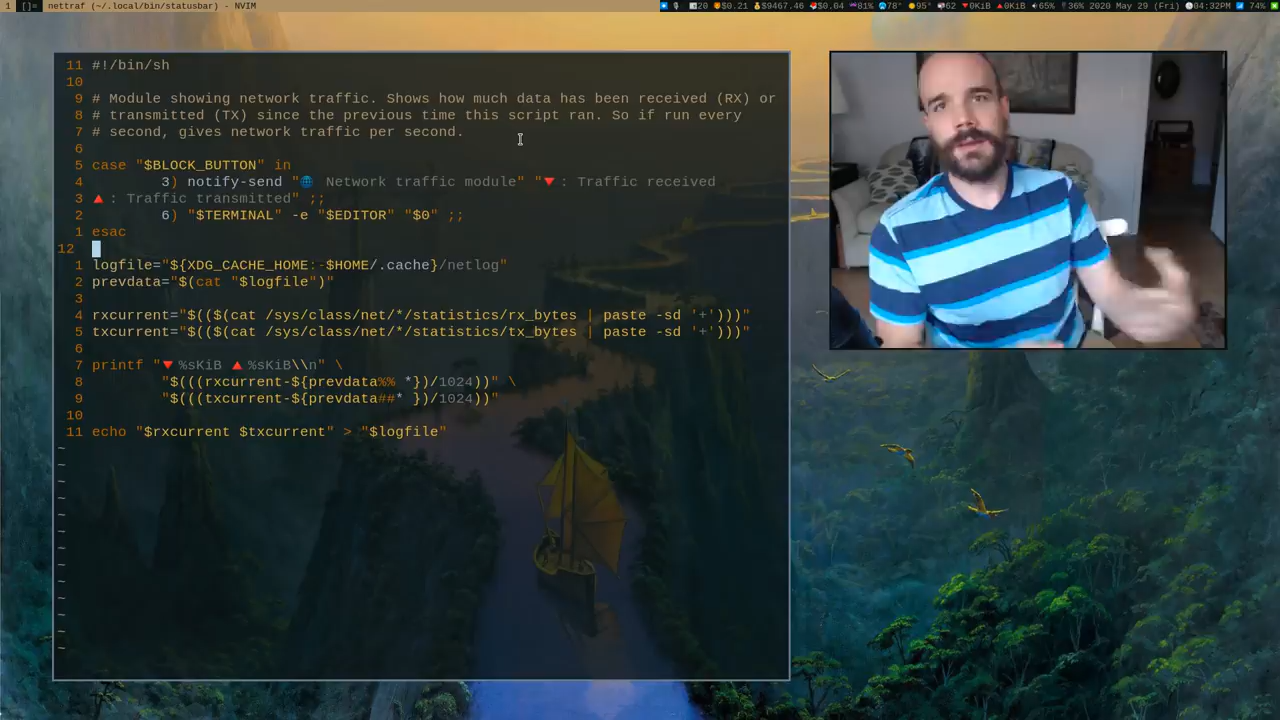 1 []= nettraf (~/.local/bin/statusbar) - NVIM
20 $0.21 $9467.46 $0.04 81% 78° 95° 62 🔻0KiB 🔺0KiB 65% 36% 2020 May 29 (Fri) 04:32PM 74%
11 #!/bin/sh
10
9 # Module showing network traffic. Shows how much data has been received (RX) or
8 # transmitted (TX) since the previous time this script ran. So if run every
7 # second, gives network traffic per second.
6
5 case "$BLOCK_BUTTON" in
4 3) notify-send "🌐 Network traffic module" "🔻: Traffic received
3 🔺: Traffic transmitted" ;;
2 6) "$TERMINAL" -e "$EDITOR" "$0" ;;
1 esac
12
1 logfile="${XDG_CACHE_HOME:-$HOME/.cache}/netlog"
2 prevdata="$(cat "$logfile")"
3
4 rxcurrent="$(($(cat /sys/class/net/*/statistics/rx_bytes | paste -sd '+')))"
5 txcurrent="$(($(cat /sys/class/net/*/statistics/tx_bytes | paste -sd '+')))"
6
7 printf "🔻%sKiB 🔺%sKiB\\n" \
8 "$(((rxcurrent-${prevdata%% *})/1024))" \
9 "$(((txcurrent-${prevdata##* })/1024))"
10
11 echo "$rxcurrent $txcurrent" > "$logfile"
~
~
~
~
~
~
~
~
~
~
~
~
~